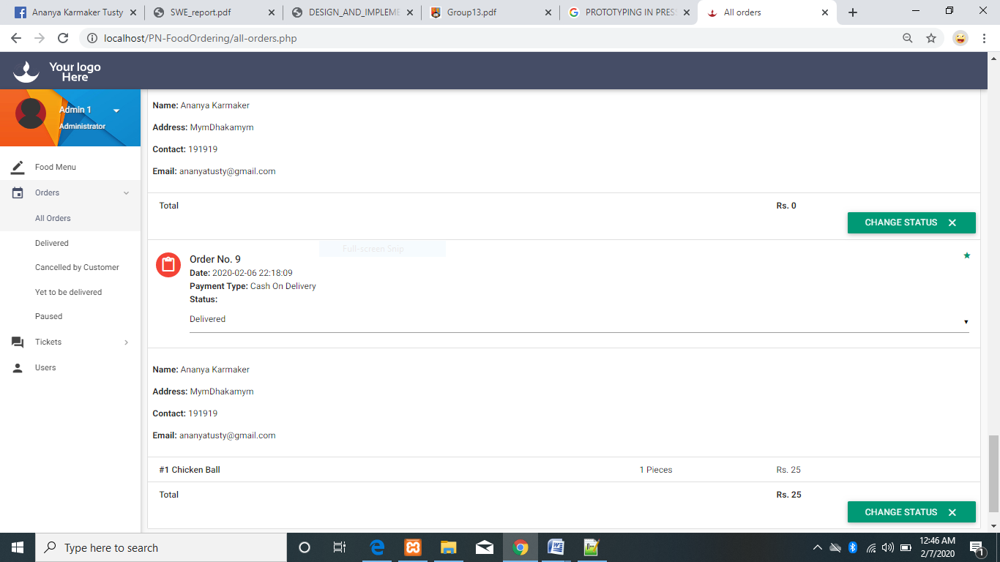 Ananya Karmaker Tusty
SWE_report.pdf
DESIGN_AND_IMPLEME
Group13.pdf
PROTOTYPING IN PRES
All orders
localhost/PN-FoodOrdering/all-orders.php
Your logo
Here
Admin 1
Administrator
Food Menu
Orders
All Orders
Delivered
Cancelled by Customer
Yet to be delivered
Paused
Tickets
Users
Name: Ananya Karmaker
Address: MymDhakamym
Contact: 191919
Email: ananyatusty@gmail.com
Total Rs. 0
CHANGE STATUS
Full-screen Snip
Order No. 9
Date: 2020-02-06 22:18:09
Payment Type: Cash On Delivery
Status:
Delivered
Name: Ananya Karmaker
Address: MymDhakamym
Contact: 191919
Email: ananyatusty@gmail.com
#1 Chicken Ball 1 Pieces Rs. 25
Total Rs. 25
CHANGE STATUS
Type here to search
12:46 AM
2/7/2020
1